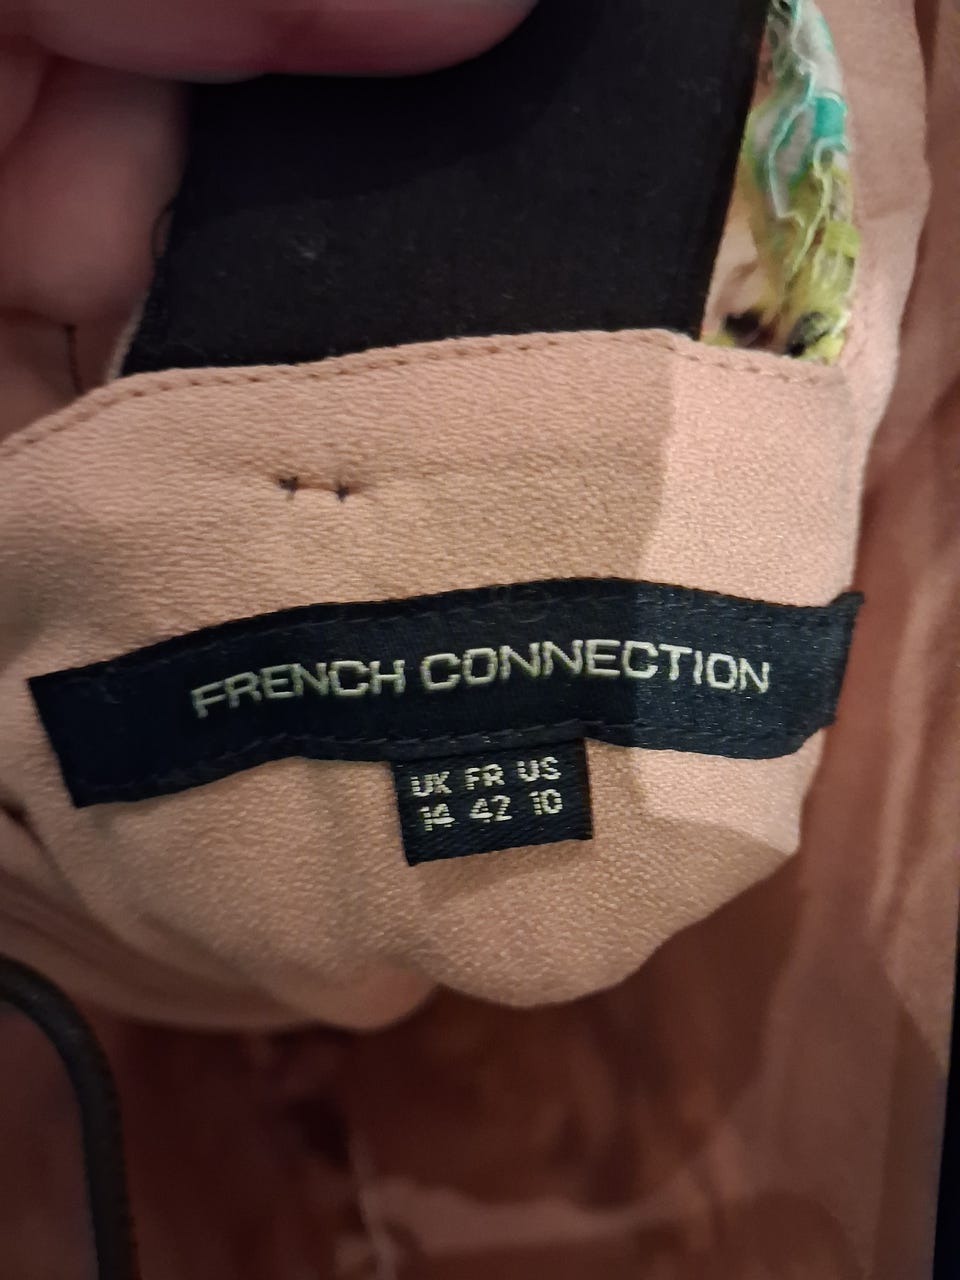 FRENCH CONNECTION
UK FR US
14 42 10